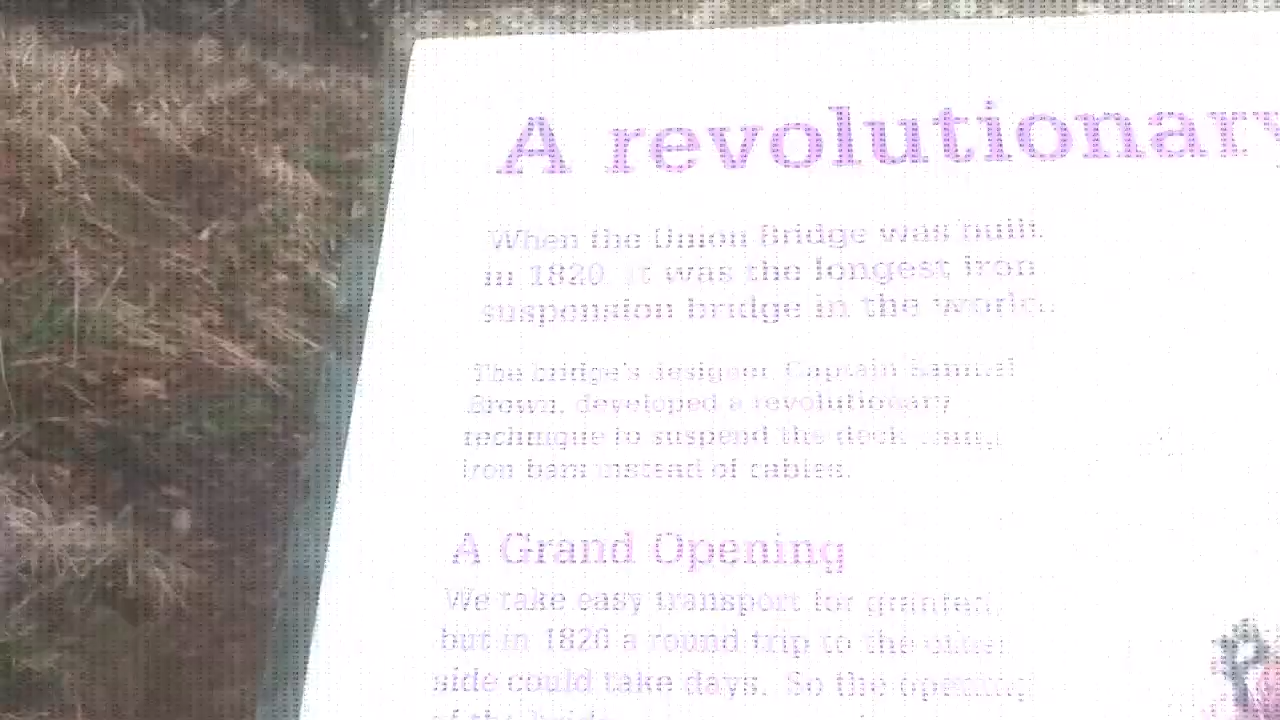 A revolutionar
When the Union Bridge was built
in 1820 it was the longest iron
suspension bridge in the world.
The bridge's designer, Captain Samuel
Brown, developed a revolutionary
technique to suspend the deck using
iron bars instead of cables.
A Grand Opening
We take easy transport for granted,
but in 1820 a round trip to the other
side could take days. So the opening